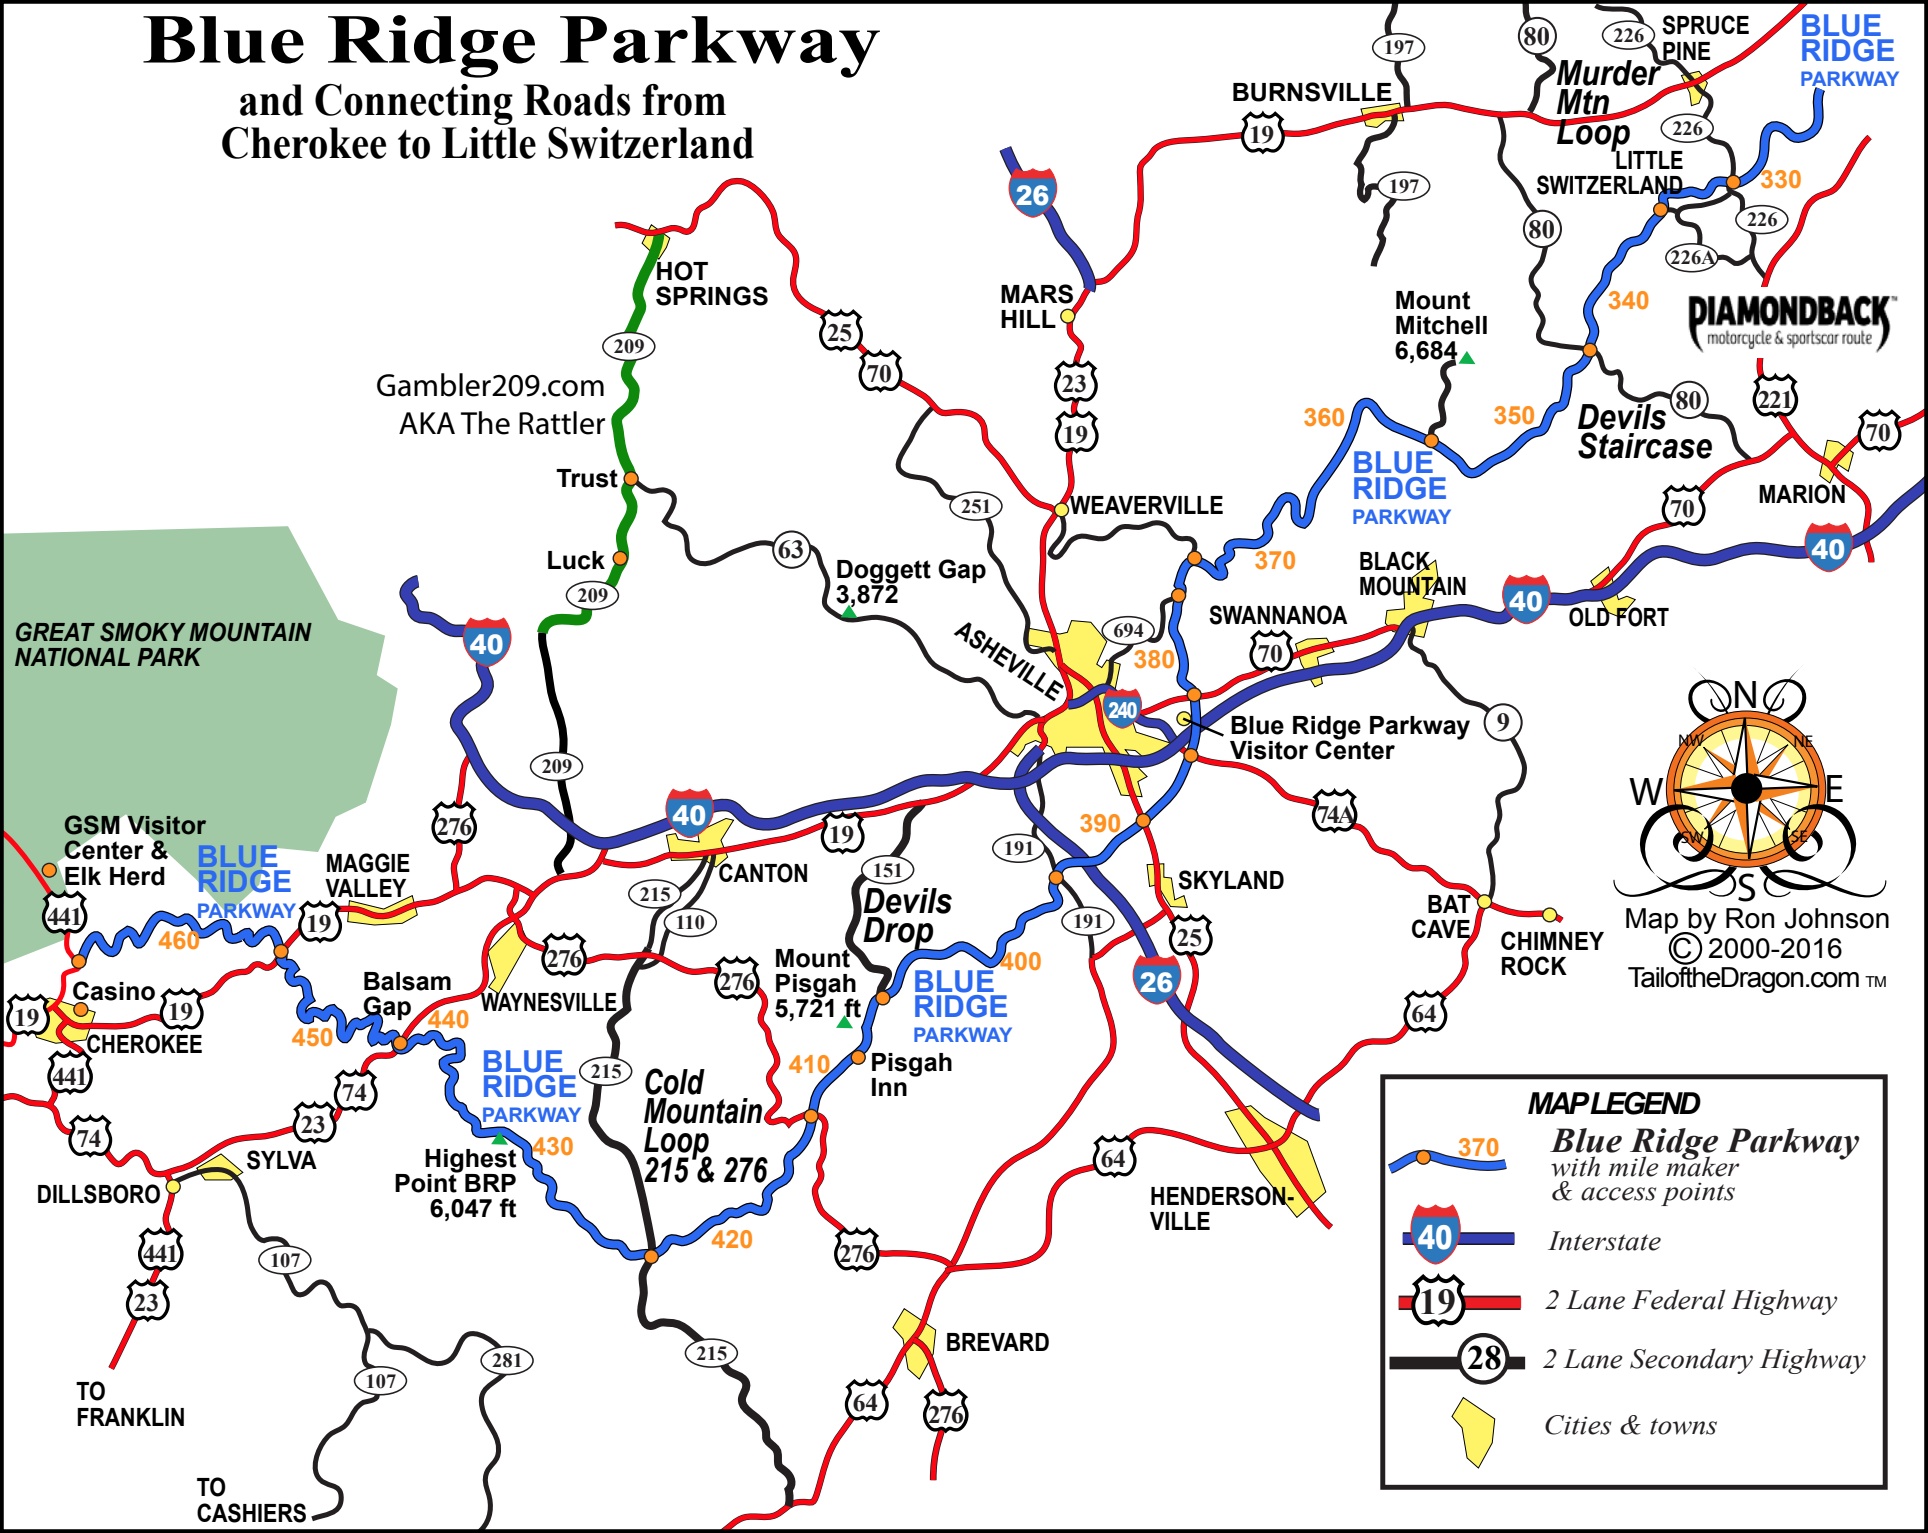 Blue Ridge Parkway
and Connecting Roads from
Cherokee to Little Switzerland
197
80
226
SPRUCE
PINE
BLUE
RIDGE
PARKWAY
Murder
Mtn
Loop
BURNSVILLE
19
226
LITTLE
SWITZERLAND
330
26
197
80
226
226A
HOT
SPRINGS
MARS
HILL
Mount
Mitchell
6,684
340
DIAMONDBACK™
motorcycle & sportscar route
209
25
70
Gambler209.com
AKA The Rattler
23
19
360
350
80
221
70
Devils
Staircase
BLUE
RIDGE
PARKWAY
Trust
251
WEAVERVILLE
MARION
70
63
Luck
209
Doggett Gap
3,872
370
BLACK
MOUNTAIN
40
40
OLD FORT
GREAT SMOKY MOUNTAIN
NATIONAL PARK
40
ASHEVILLE
694
380
SWANNANOA
70
240
9
Blue Ridge Parkway
Visitor Center
N
NW
NE
W
E
SW
SE
S
209
276
40
19
74A
390
191
GSM Visitor
Center &
Elk Herd
BLUE
RIDGE
PARKWAY
MAGGIE
VALLEY
CANTON
151
215
110
SKYLAND
Devils
Drop
191
25
BAT
CAVE
CHIMNEY
ROCK
Map by Ron Johnson
© 2000-2016
TailoftheDragon.com TM
441
19
460
276
276
Mount
Pisgah
5,721 ft
400
BLUE
RIDGE
PARKWAY
26
64
Casino
19
19
Balsam
Gap
WAYNESVILLE
450
440
CHEROKEE
441
BLUE
RIDGE
PARKWAY
215
Cold
Mountain
Loop
215 & 276
410
Pisgah
Inn
74
23
74
SYLVA
430
Highest
Point BRP
6,047 ft
64
DILLSBORO
HENDERSON-
VILLE
420
276
441
23
107
TO
FRANKLIN
107
281
215
BREVARD
64
276
TO
CASHIERS
MAP LEGEND
370
Blue Ridge Parkway
with mile maker
& access points
40
Interstate
19
2 Lane Federal Highway
28
2 Lane Secondary Highway
Cities & towns